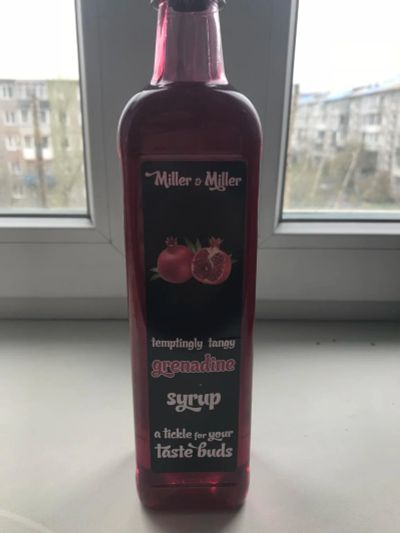 Miller & Miller
temptingly tangy
grenadine
syrup
a tickle for your
taste buds